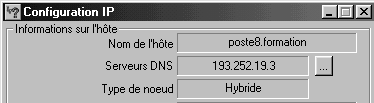 Configuration IP
Informations sur l'hôte
Nom de l'hôte poste8.formation
Serveurs DNS 193.252.19.3 ...
Type de noeud Hybride